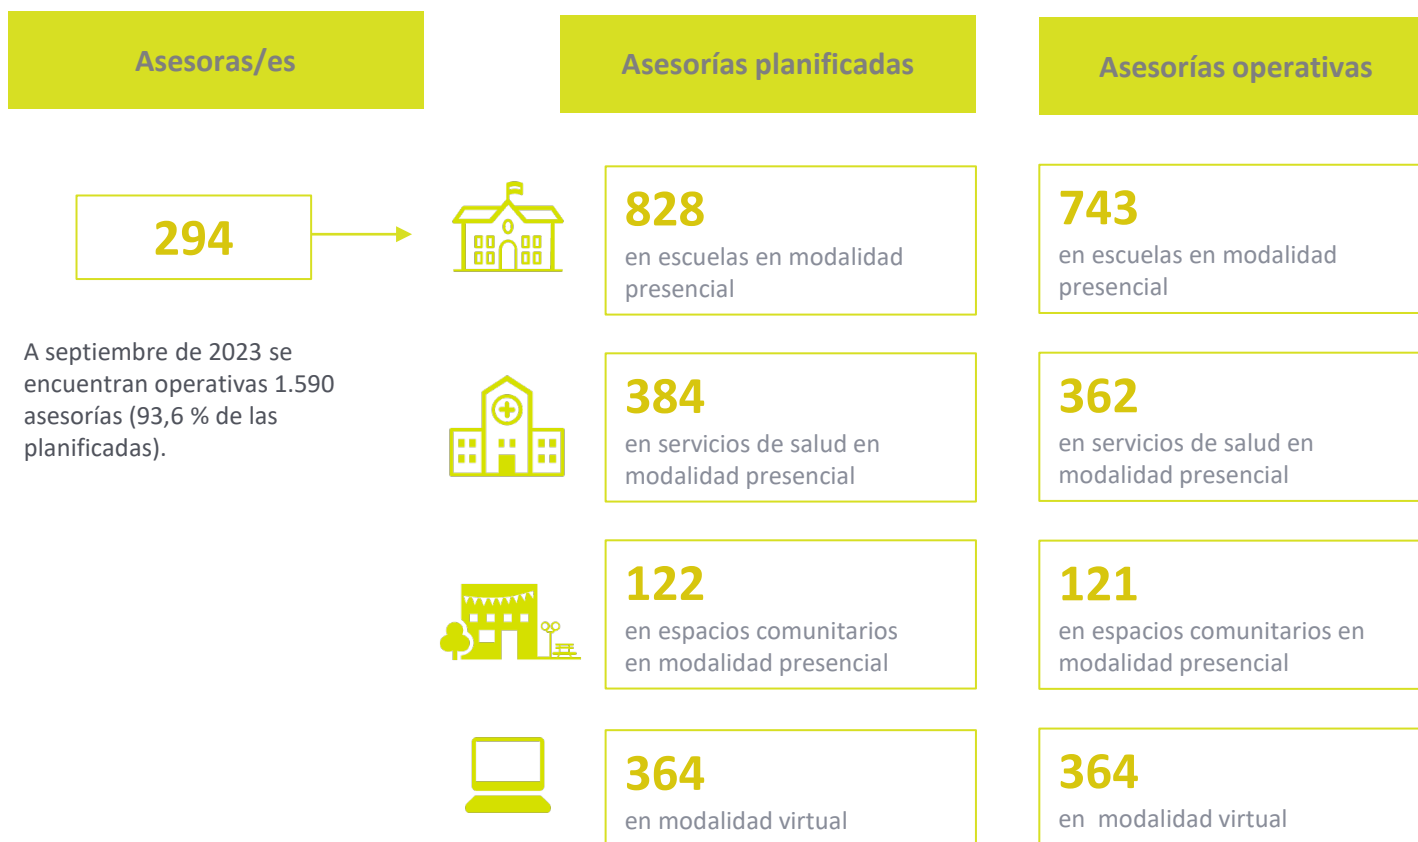 Asesoras/es
Asesorías planificadas
Asesorías operativas
294
A septiembre de 2023 se
encuentran operativas 1.590
asesorías (93,6 % de las
planificadas).
828
en escuelas en modalidad
presencial
743
en escuelas en modalidad
presencial
384
en servicios de salud en
modalidad presencial
362
en servicios de salud en
modalidad presencial
122
en espacios comunitarios
en modalidad presencial
121
en espacios comunitarios en
modalidad presencial
364
en modalidad virtual
364
en modalidad virtual